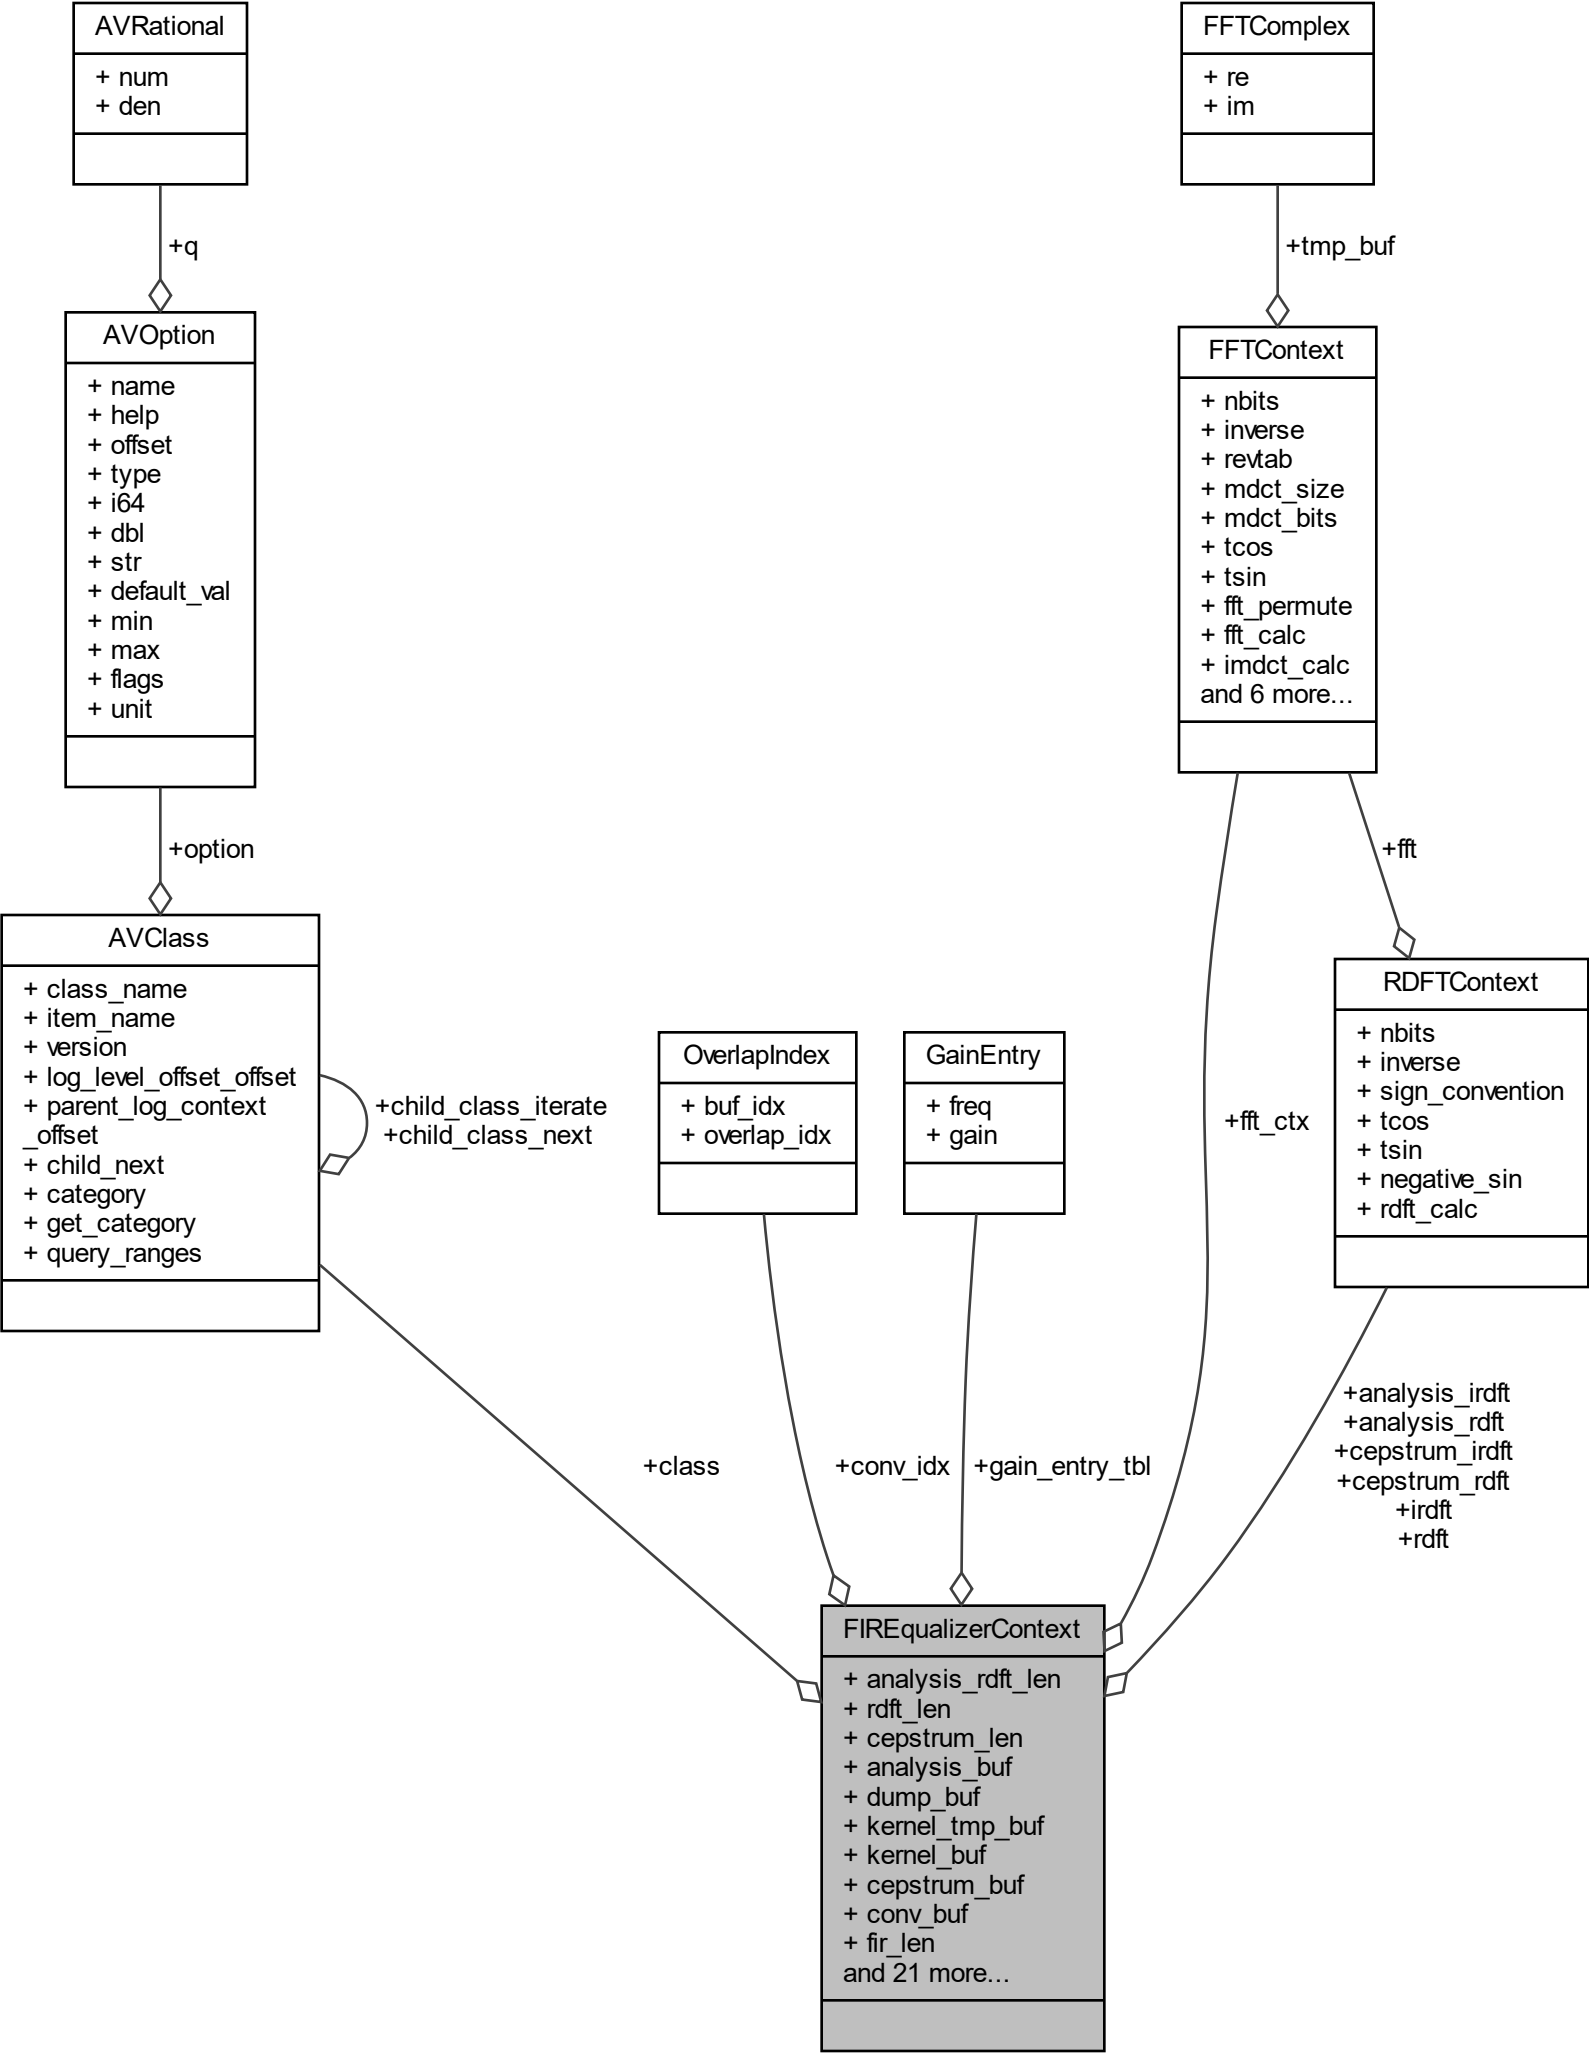 AVRational
+ num
+ den
FFTComplex
+ re
+ im
+q
+tmp_buf
AVOption
+ name
+ help
+ offset
+ type
+ i64
+ dbl
+ str
+ default_val
+ min
+ max
+ flags
+ unit
FFTContext
+ nbits
+ inverse
+ revtab
+ mdct_size
+ mdct_bits
+ tcos
+ tsin
+ fft_permute
+ fft_calc
+ imdct_calc
and 6 more...
+option
+fft
AVClass
+ class_name
+ item_name
+ version
+ log_level_offset_offset
+ parent_log_context
_offset
+ child_next
+ category
+ get_category
+ query_ranges
+child_class_iterate
+child_class_next
OverlapIndex
+ buf_idx
+ overlap_idx
GainEntry
+ freq
+ gain
+fft_ctx
RDFTContext
+ nbits
+ inverse
+ sign_convention
+ tcos
+ tsin
+ negative_sin
+ rdft_calc
+class
+conv_idx
+gain_entry_tbl
+analysis_irdft
+analysis_rdft
+cepstrum_irdft
+cepstrum_rdft
+irdft
+rdft
FIREqualizerContext
+ analysis_rdft_len
+ rdft_len
+ cepstrum_len
+ analysis_buf
+ dump_buf
+ kernel_tmp_buf
+ kernel_buf
+ cepstrum_buf
+ conv_buf
+ fir_len
and 21 more...